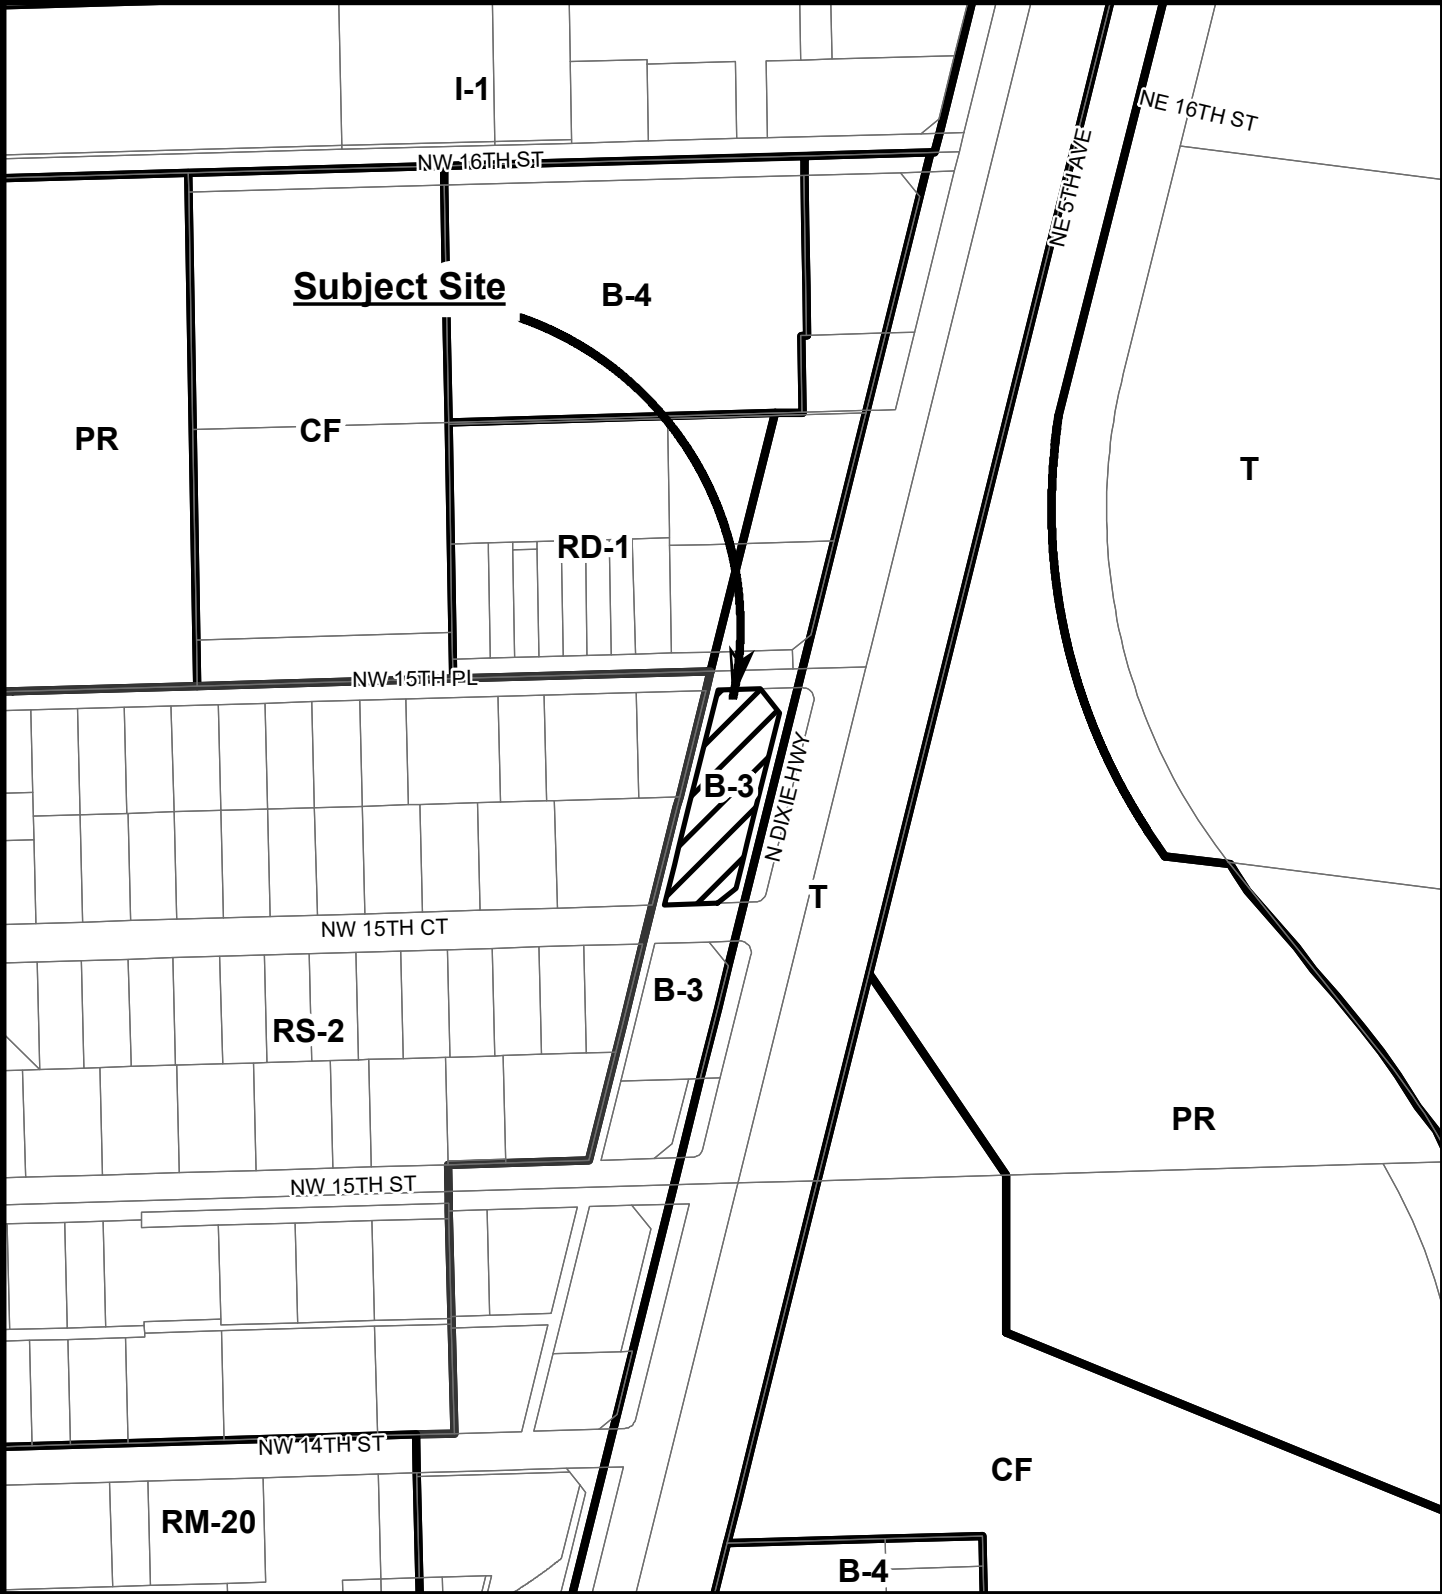 I-1
NE 16TH ST
NW 16TH ST
NE 5TH AVE
Subject Site
B-4
PR
CF
T
RD-1
NW 15TH PL
B-3
N DIXIE HWY
T
NW 15TH CT
B-3
RS-2
PR
NW 15TH ST
NW 14TH ST
CF
RM-20
B-4